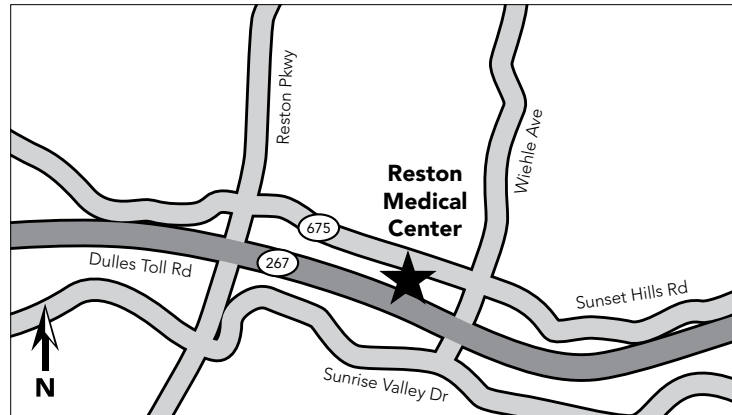 Reston Pkwy
Wiehle Ave
Reston
Medical
Center
675
267
Dulles Toll Rd
Sunset Hills Rd
Sunrise Valley Dr
N